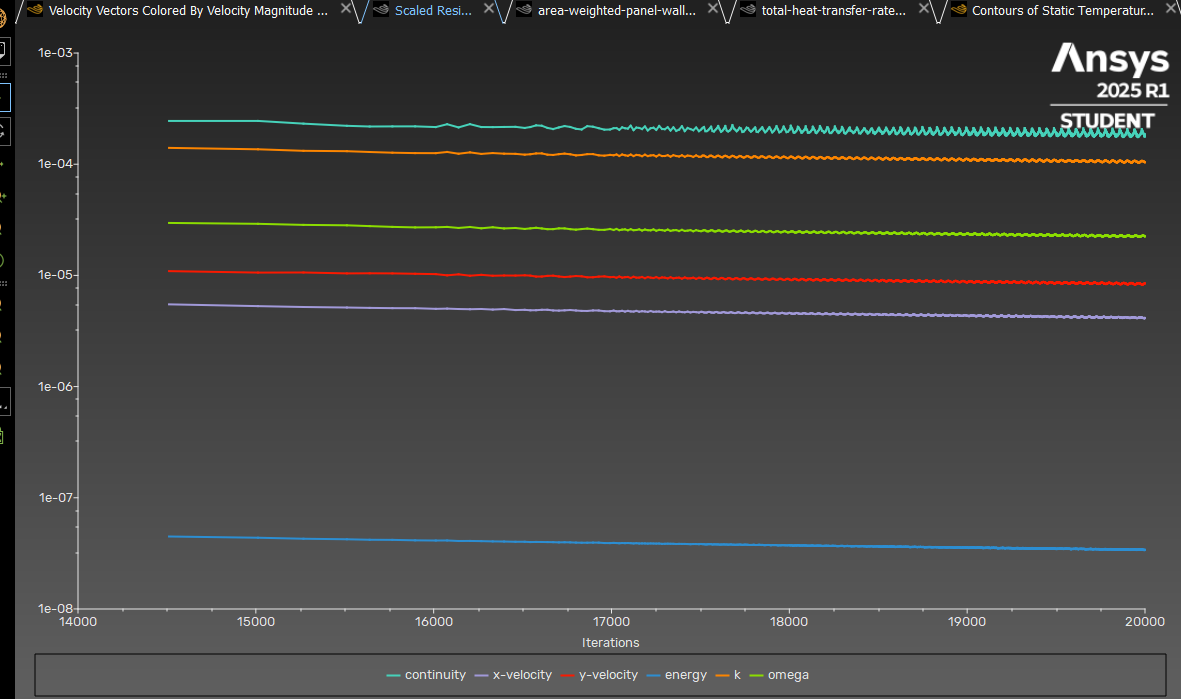 Velocity Vectors Colored By Velocity Magnitude ... Scaled Resi... area-weighted-panel-wall... total-heat-transfer-rate... Contours of Static Temperatur...
Ansys
2025 R1
STUDENT
1e-03
1e-04
1e-05
1e-06
1e-07
1e-08
14000 15000 16000 17000 18000 19000 20000
Iterations
continuity x-velocity y-velocity energy k omega